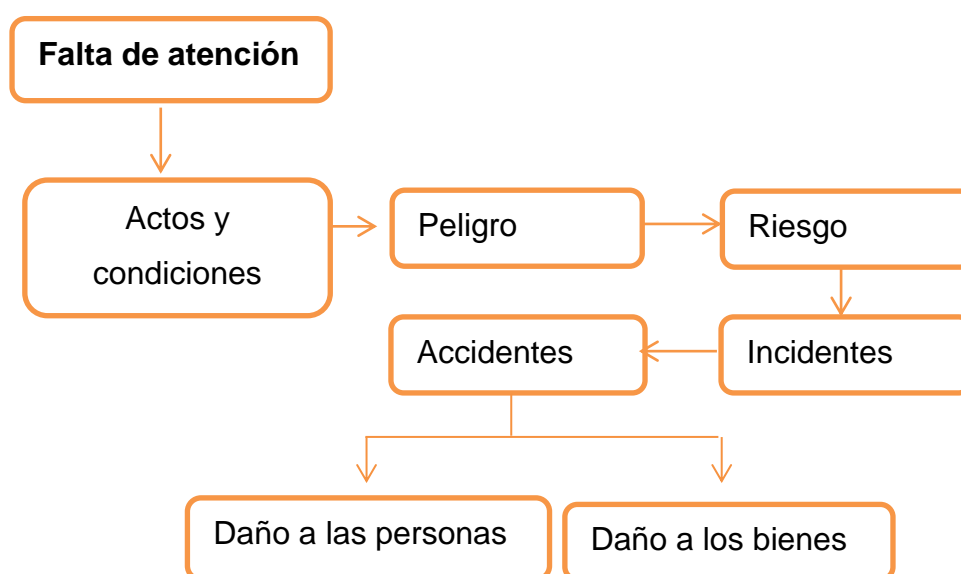 Falta de atención
Actos y
condiciones
Peligro
Riesgo
Accidentes
Incidentes
Daño a las personas
Daño a los bienes